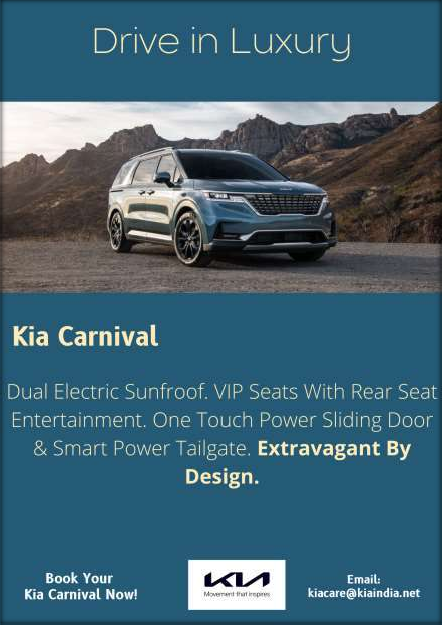 Drive in Luxury
Kia Carnival
Dual Electric Sunfroof. VIP Seats With Rear Seat
Entertainment. One Touch Power Sliding Door
& Smart Power Tailgate. Extravagant By
Design.
Book Your
Kia Carnival Now!
KIA
Movement that inspires
Email:
kiacare@kiaindia.net